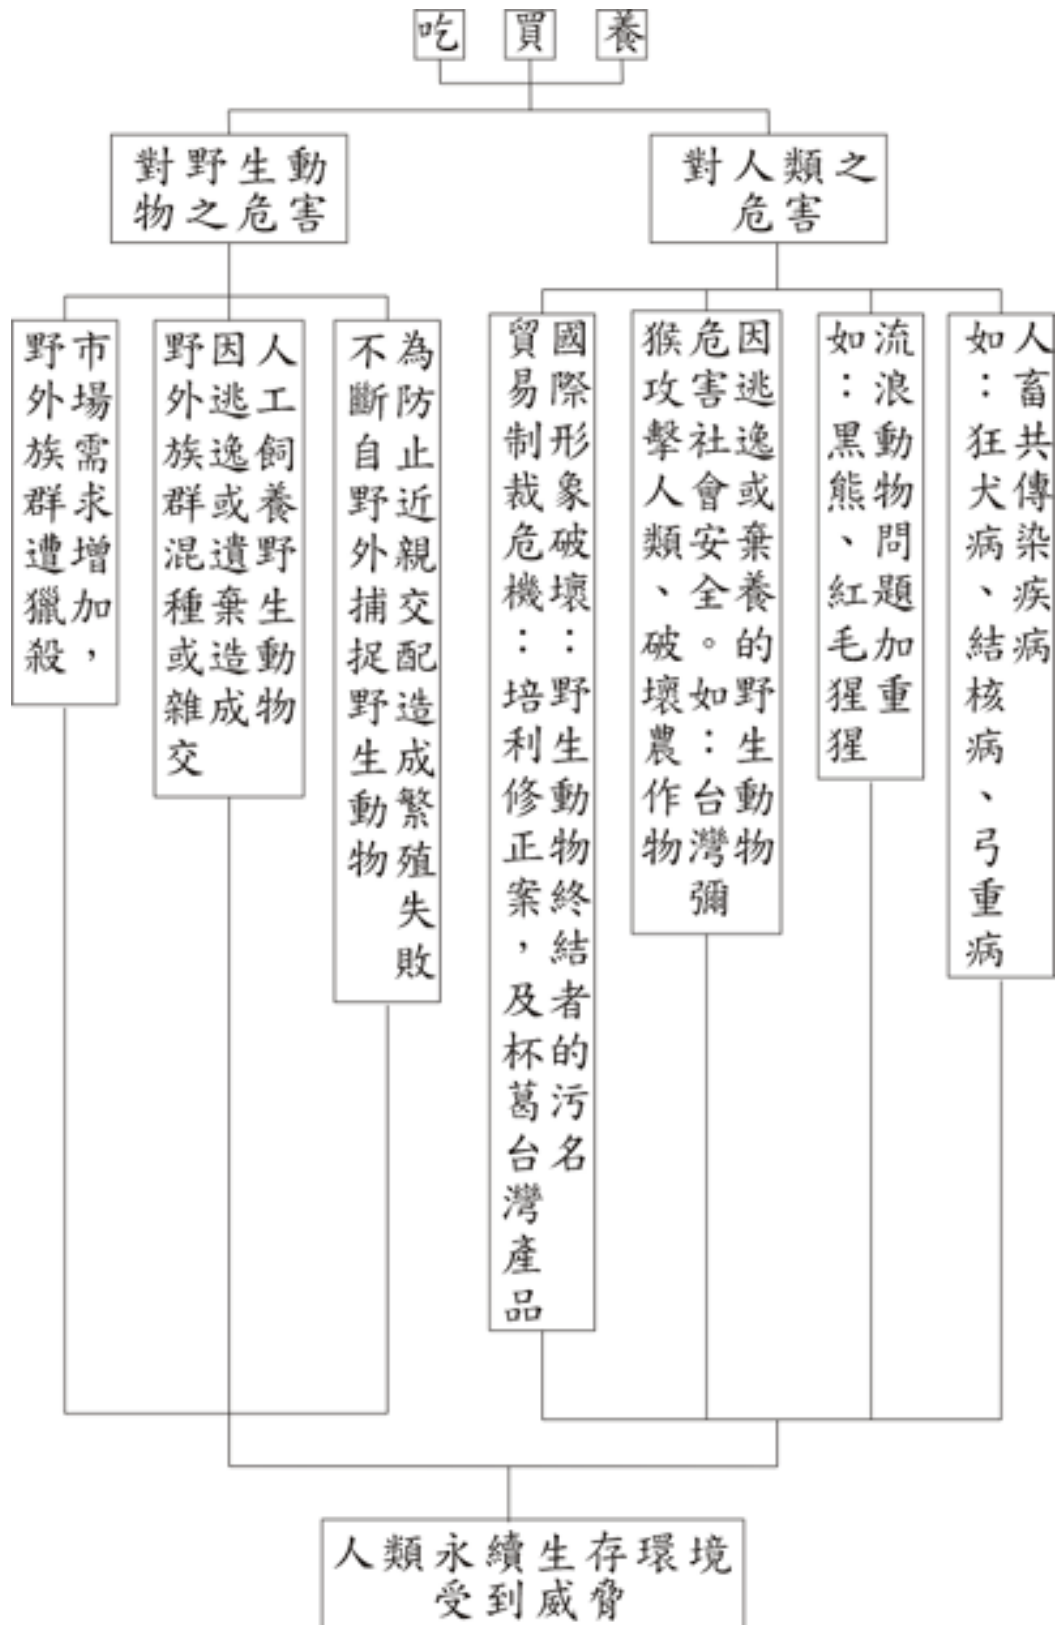 吃
買
養
對野生動
物之危害
對人類之
危害
市場需求增加，
野外族群遭獵殺
人工飼養野生動物
因逃逸或遺棄造成
野外族群混種或雜交
為防止近親交配造成繁殖失敗
不斷自野外捕捉野生動物
國際形象破壞：野生動物終結者的污名
貿易制裁危機：培利修正案，及杯葛台灣產品
因逃逸或棄養的野生動物
危害社會安全。如：台灣彌
猴攻擊人類、破壞農作物
流浪動物問題加重
如：黑熊、紅毛猩猩
人畜共傳染疾病
如：狂犬病、結核病、弓重病
人類永續生存環境
受到威脅